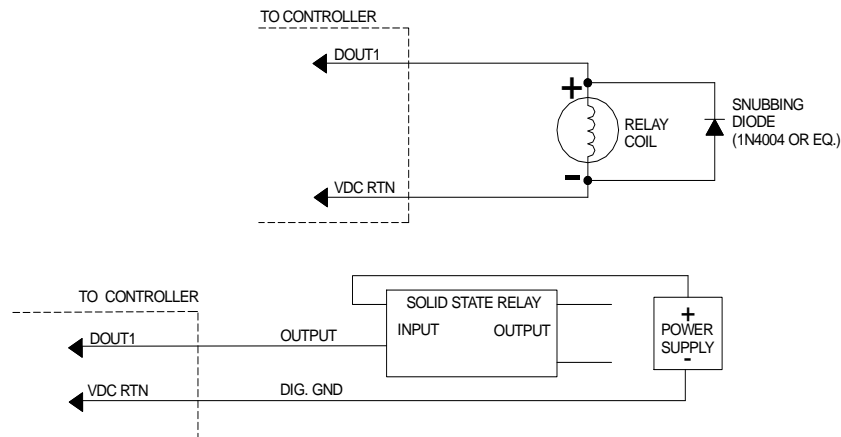 TO CONTROLLER
DOUT1
+
RELAY
COIL
-
SNUBBING
DIODE
(1N4004 OR EQ.)
VDC RTN
TO CONTROLLER
SOLID STATE RELAY
INPUT
OUTPUT
+
POWER
SUPPLY
-
DOUT1
OUTPUT
VDC RTN
DIG. GND